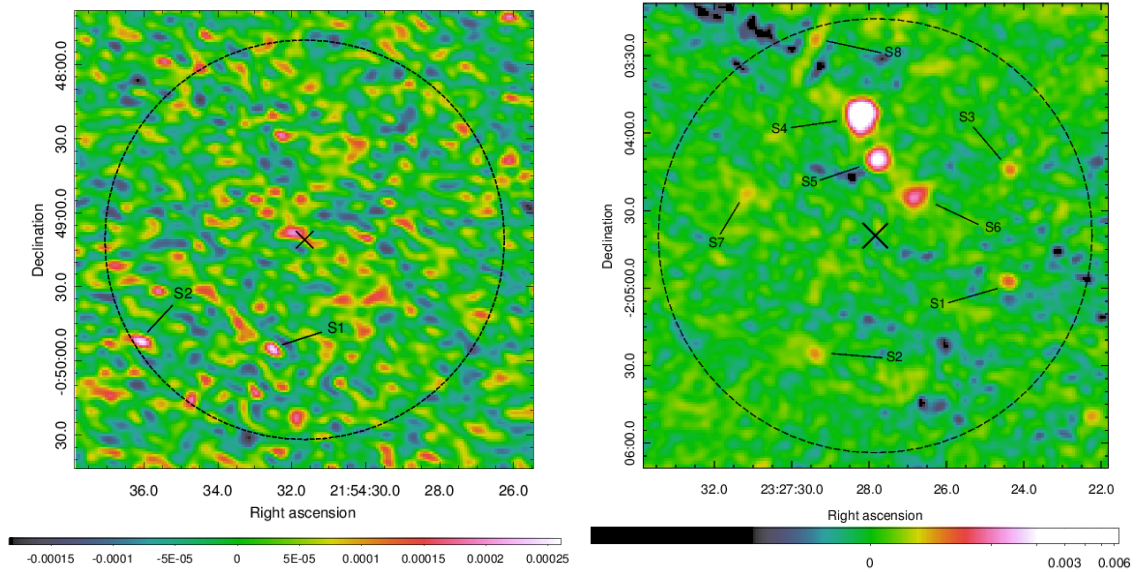 48:00.0
30.0
49:00.0
30.0
-0:50:00.0
30.0
Declination
S2
S1
36.0 34.0 32.0 21:54:30.0 28.0 26.0
Right ascension
-0.00015 -0.0001 -5E-05 0 5E-05 0.0001 0.00015 0.0002 0.00025
03:30.0
04:00.0
30.0
-2:05:00.0
30.0
06:00.0
Declination
S8
S4
S3
S5
S6
S7
S1
S2
32.0 23:27:30.0 28.0 26.0 24.0 22.0
Right ascension
0 0.003 0.006